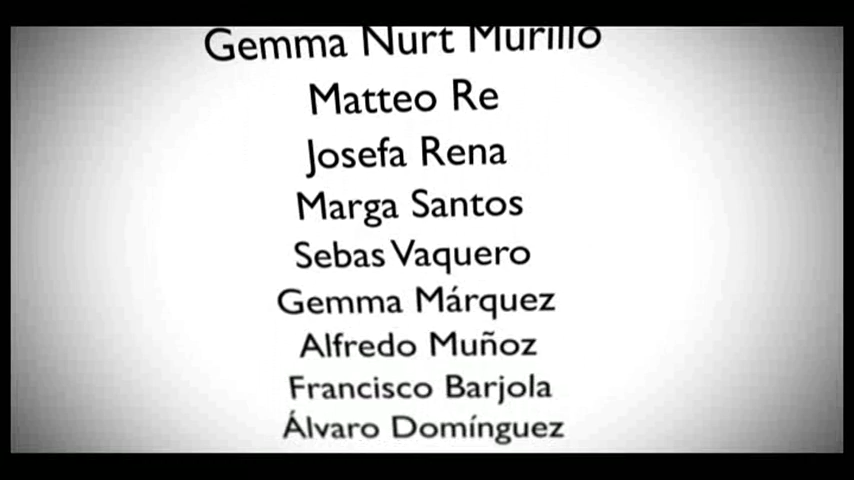 Gemma Nurt Murillo
Matteo Re
Josefa Rena
Marga Santos
Sebas Vaquero
Gemma Márquez
Alfredo Muñoz
Francisco Barjola
Álvaro Domínguez